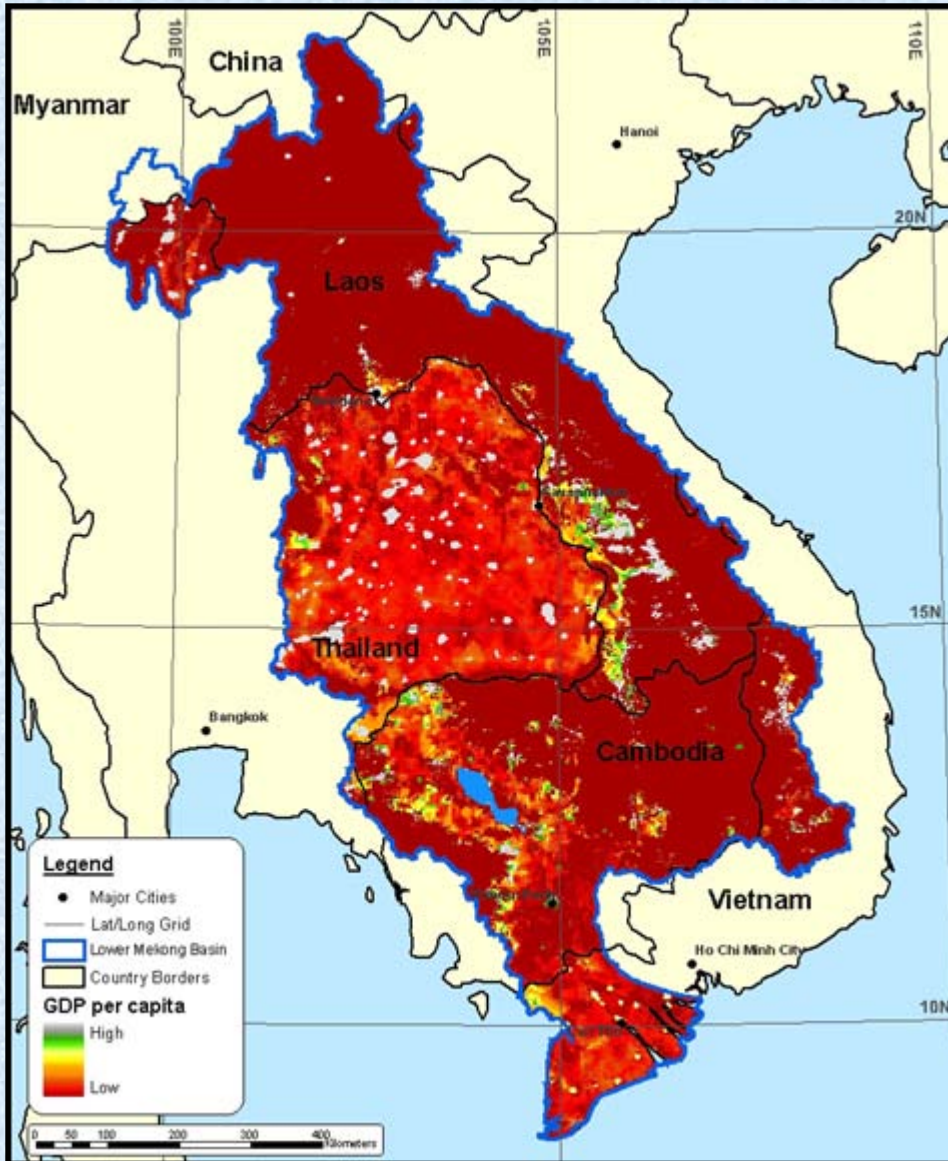 100E
105E
110E
China
Myanmar
Hanoi
20N
Laos
15N
Thailand
Bangkok
Cambodia
Vietnam
Ho Chi Minh City
10N
Legend
Major Cities
Lat/Long Grid
Lower Mekong Basin
Country Borders
GDP per capita
High
Low
0 50 100 200 300 400
Kilometers